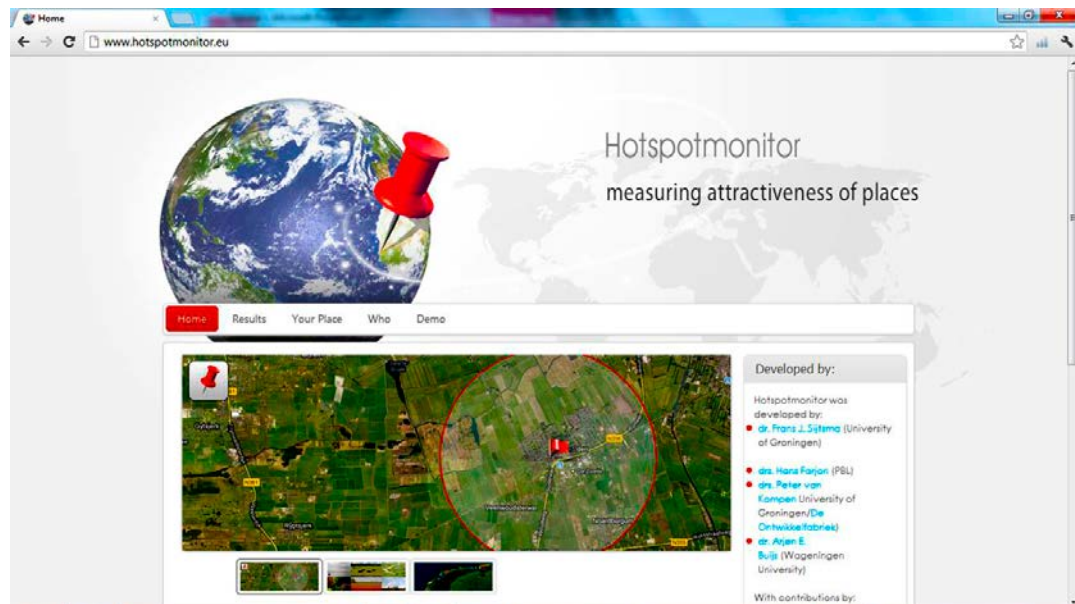 Home
www.hotspotmonitor.eu
Hotspotmonitor
measuring attractiveness of places
Home Results Your Place Who Demo
Developed by:
Hotspotmonitor was
developed by:
dr. Frans J. Sijtsma (University
of Groningen)
drs. Hans Farjon (PBL)
drs. Peter van
Kampen University of
Groningen/De
Ontwikkelfabriek)
dr. Arjen E.
Buijs (Wageningen
University)
With contributions by: